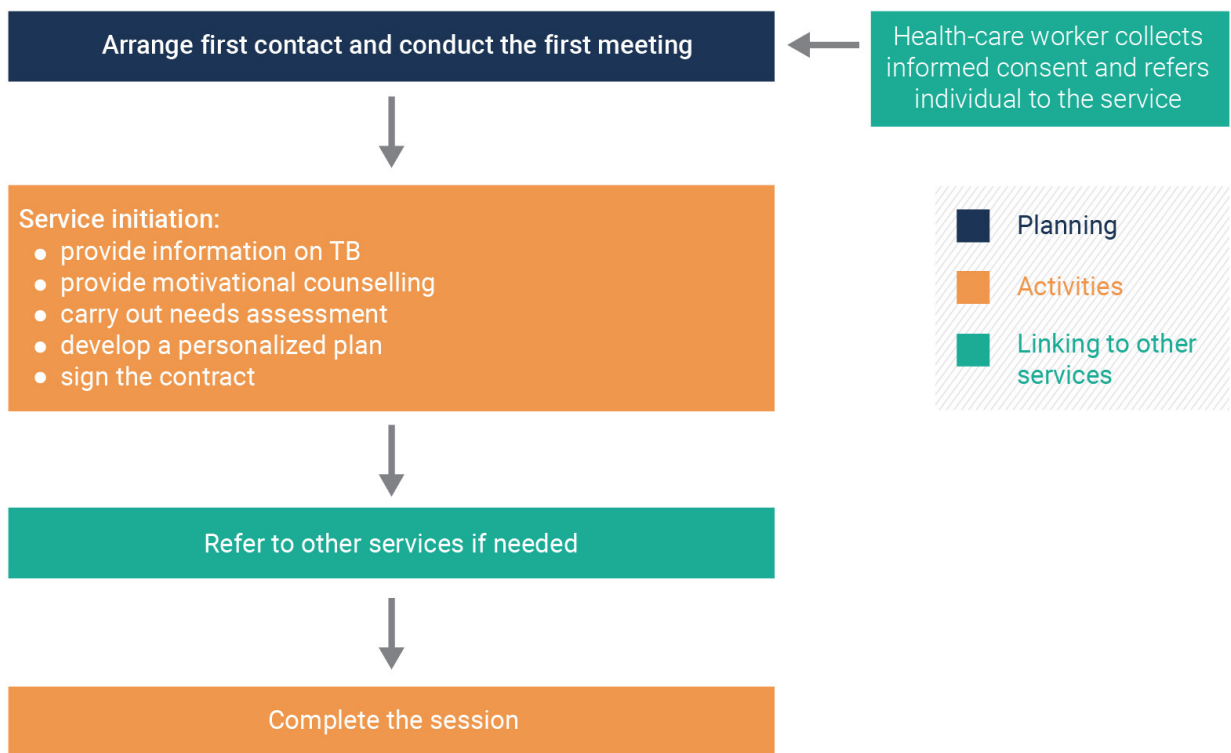 Arrange first contact and conduct the first meeting
Health-care worker collects
informed consent and refers
individual to the service
Service initiation:
● provide information on TB
● provide motivational counselling
● carry out needs assessment
● develop a personalized plan
● sign the contract
Planning
Activities
Linking to other
services
Refer to other services if needed
Complete the session